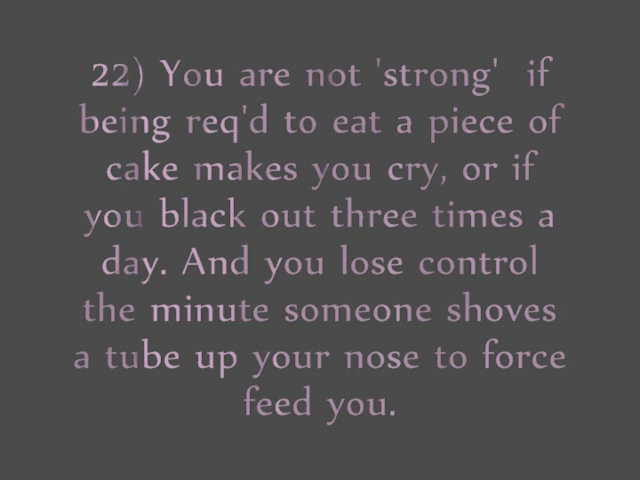 22) You are not 'strong'  if
being req'd to eat a piece of
cake makes you cry, or if
you black out three times a
day. And you lose control
the minute someone shoves
a tube up your nose to force
feed you.